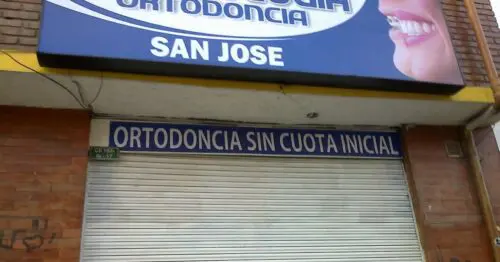 ORTODONCIA
SAN JOSE
ORTODONCIA SIN CUOTA INICIAL